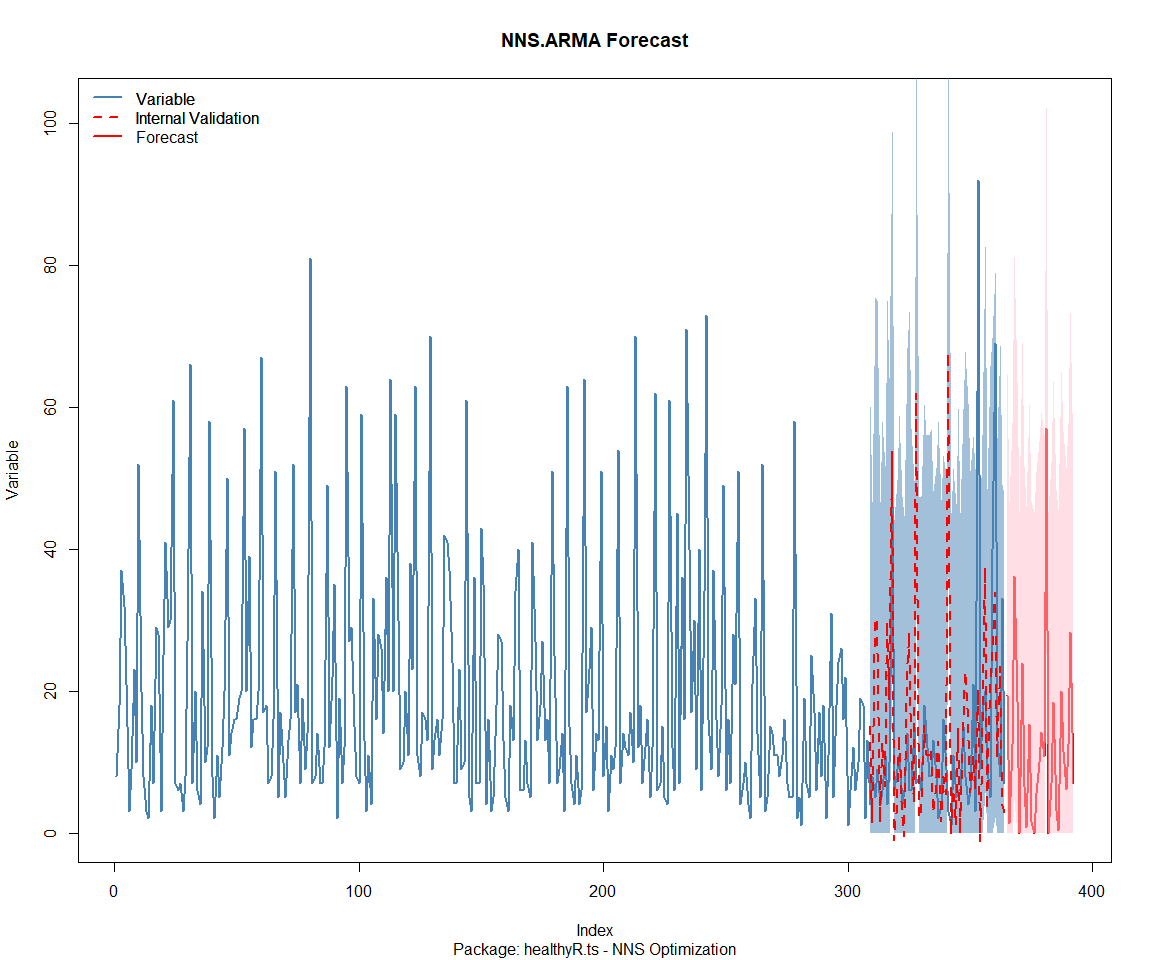 NNS.ARMA Forecast
Variable
Internal Validation
Forecast
100
80
60
40
20
0
Variable
0
100
200
300
400
Index
Package: healthyR.ts - NNS Optimization